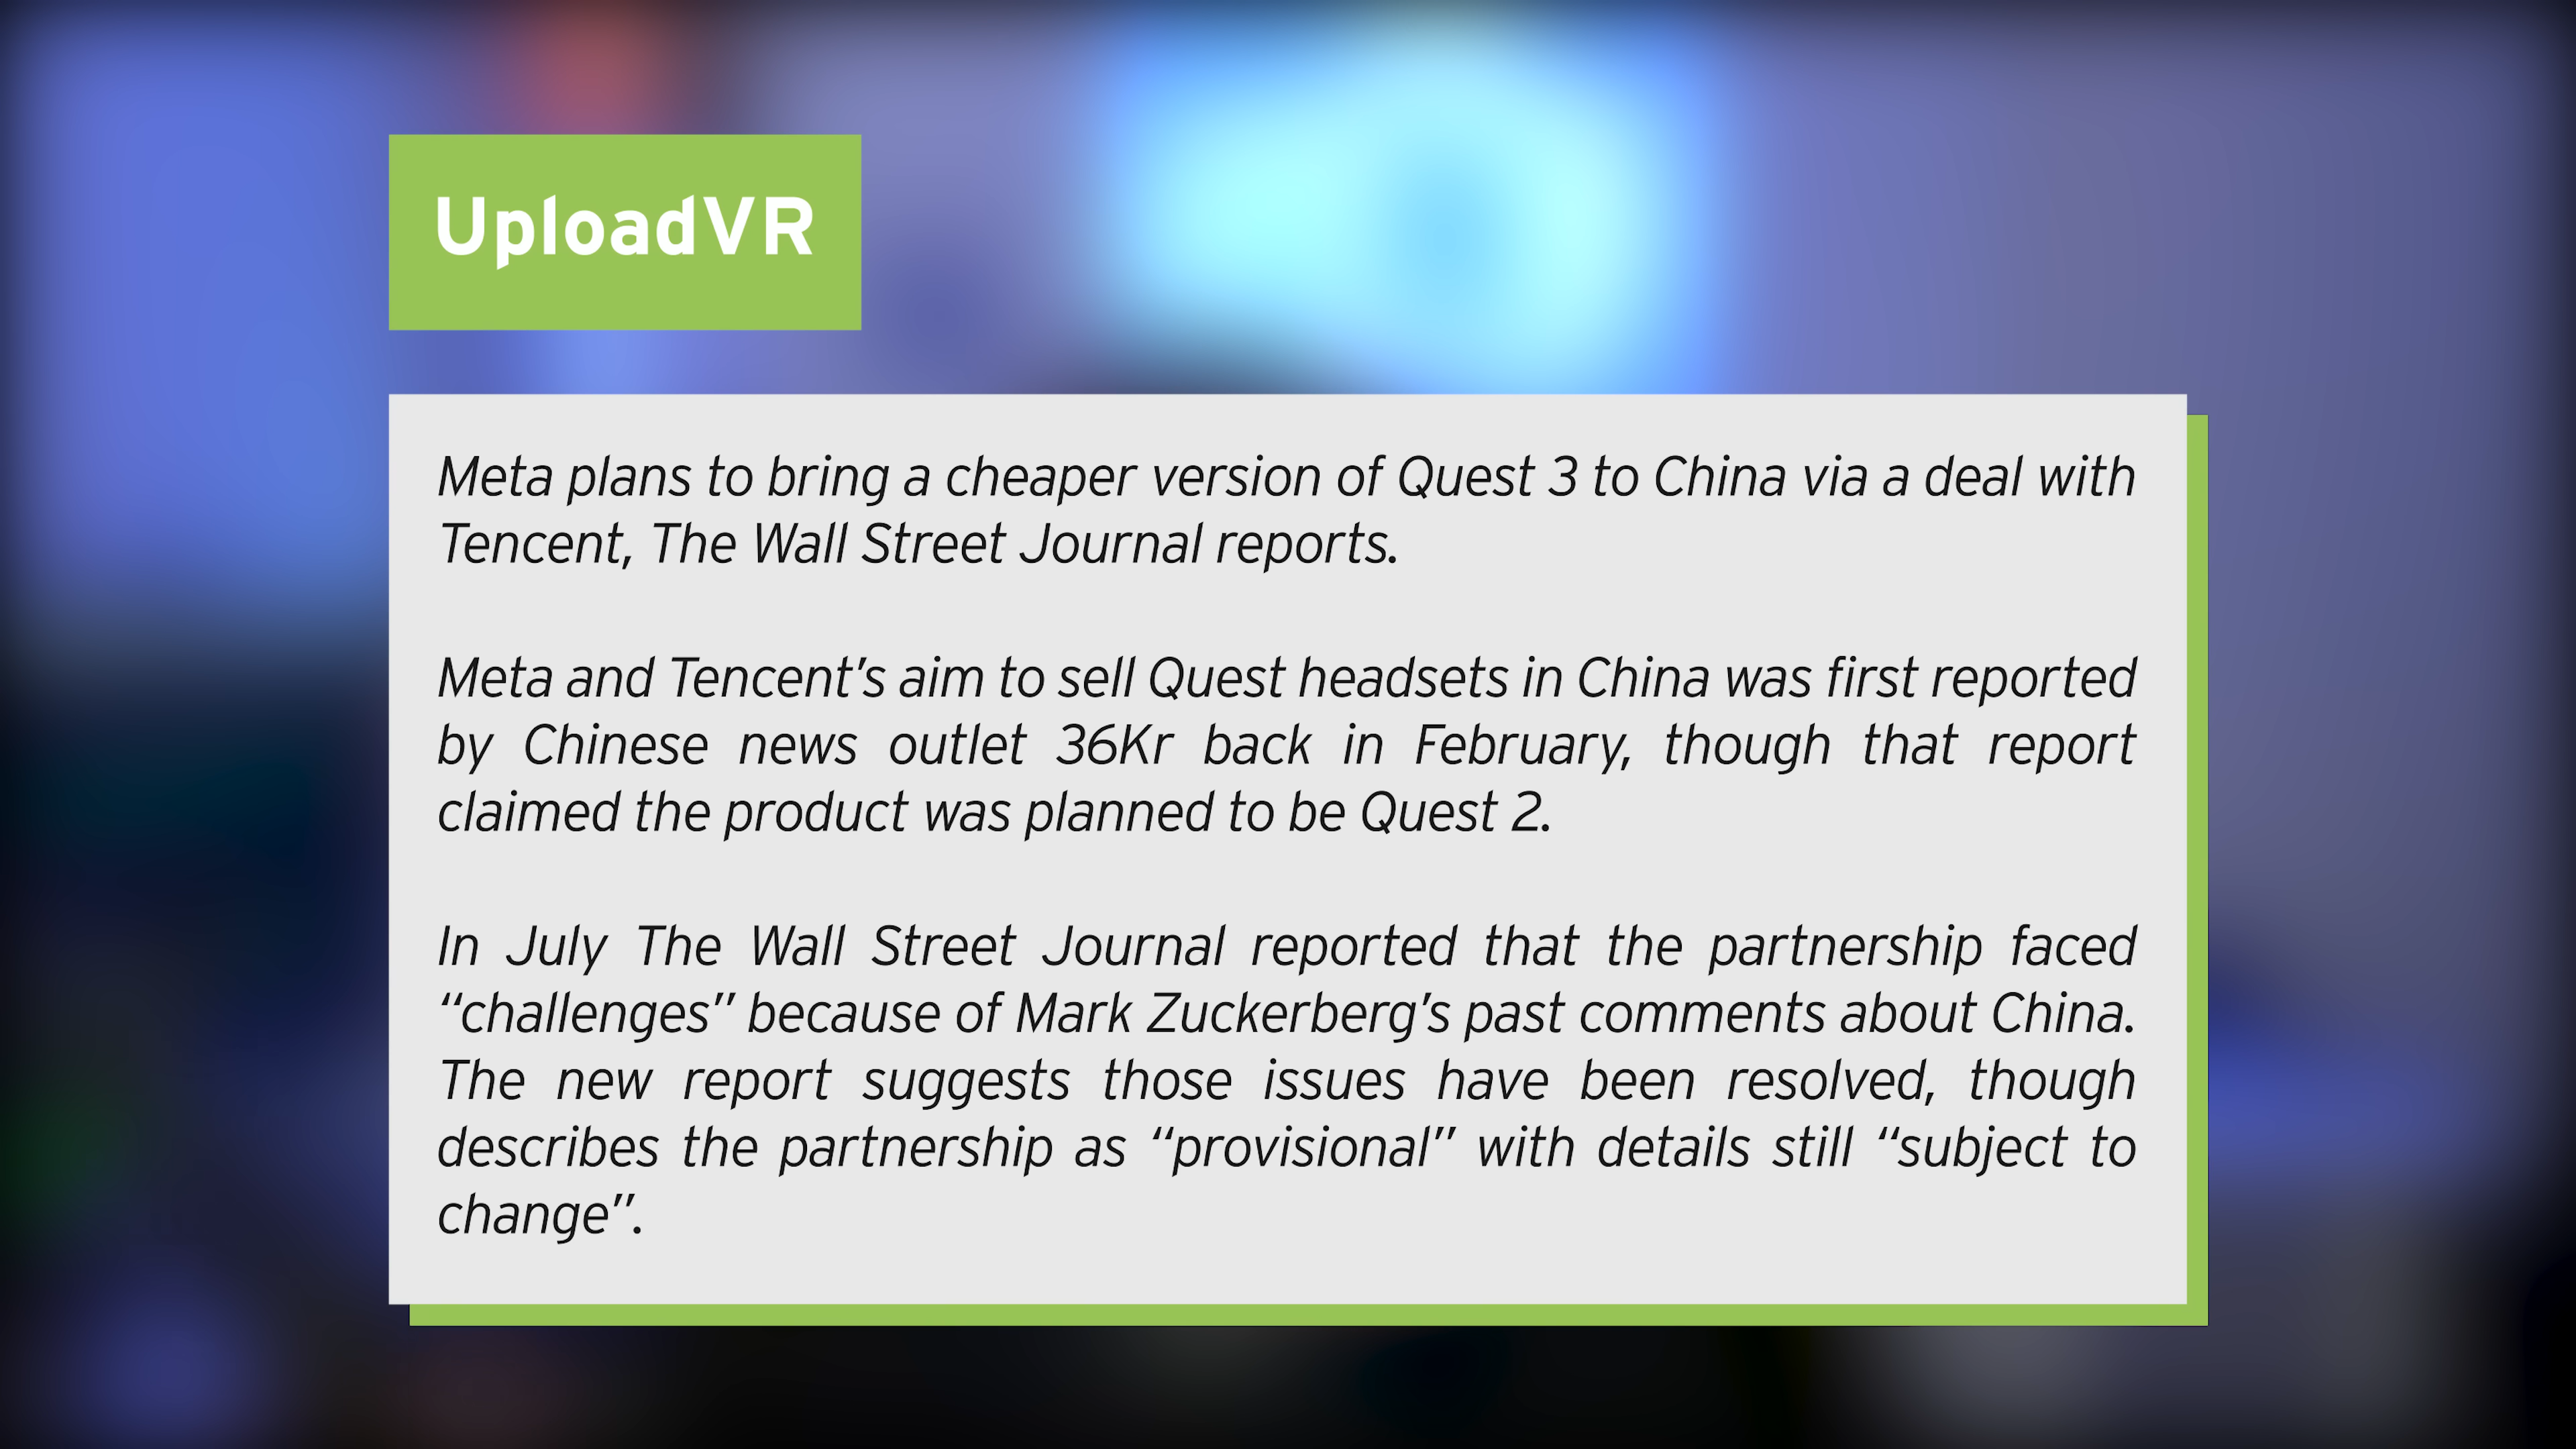 UploadVR
Meta plans to bring a cheaper version of Quest 3 to China via a deal with
Tencent, The Wall Street Journal reports.
Meta and Tencent’s aim to sell Quest headsets in China was first reported
by Chinese news outlet 36Kr back in February, though that report
claimed the product was planned to be Quest 2.
In July The Wall Street Journal reported that the partnership faced
“challenges” because of Mark Zuckerberg’s past comments about China.
The new report suggests those issues have been resolved, though
describes the partnership as “provisional” with details still “subject to
change”.